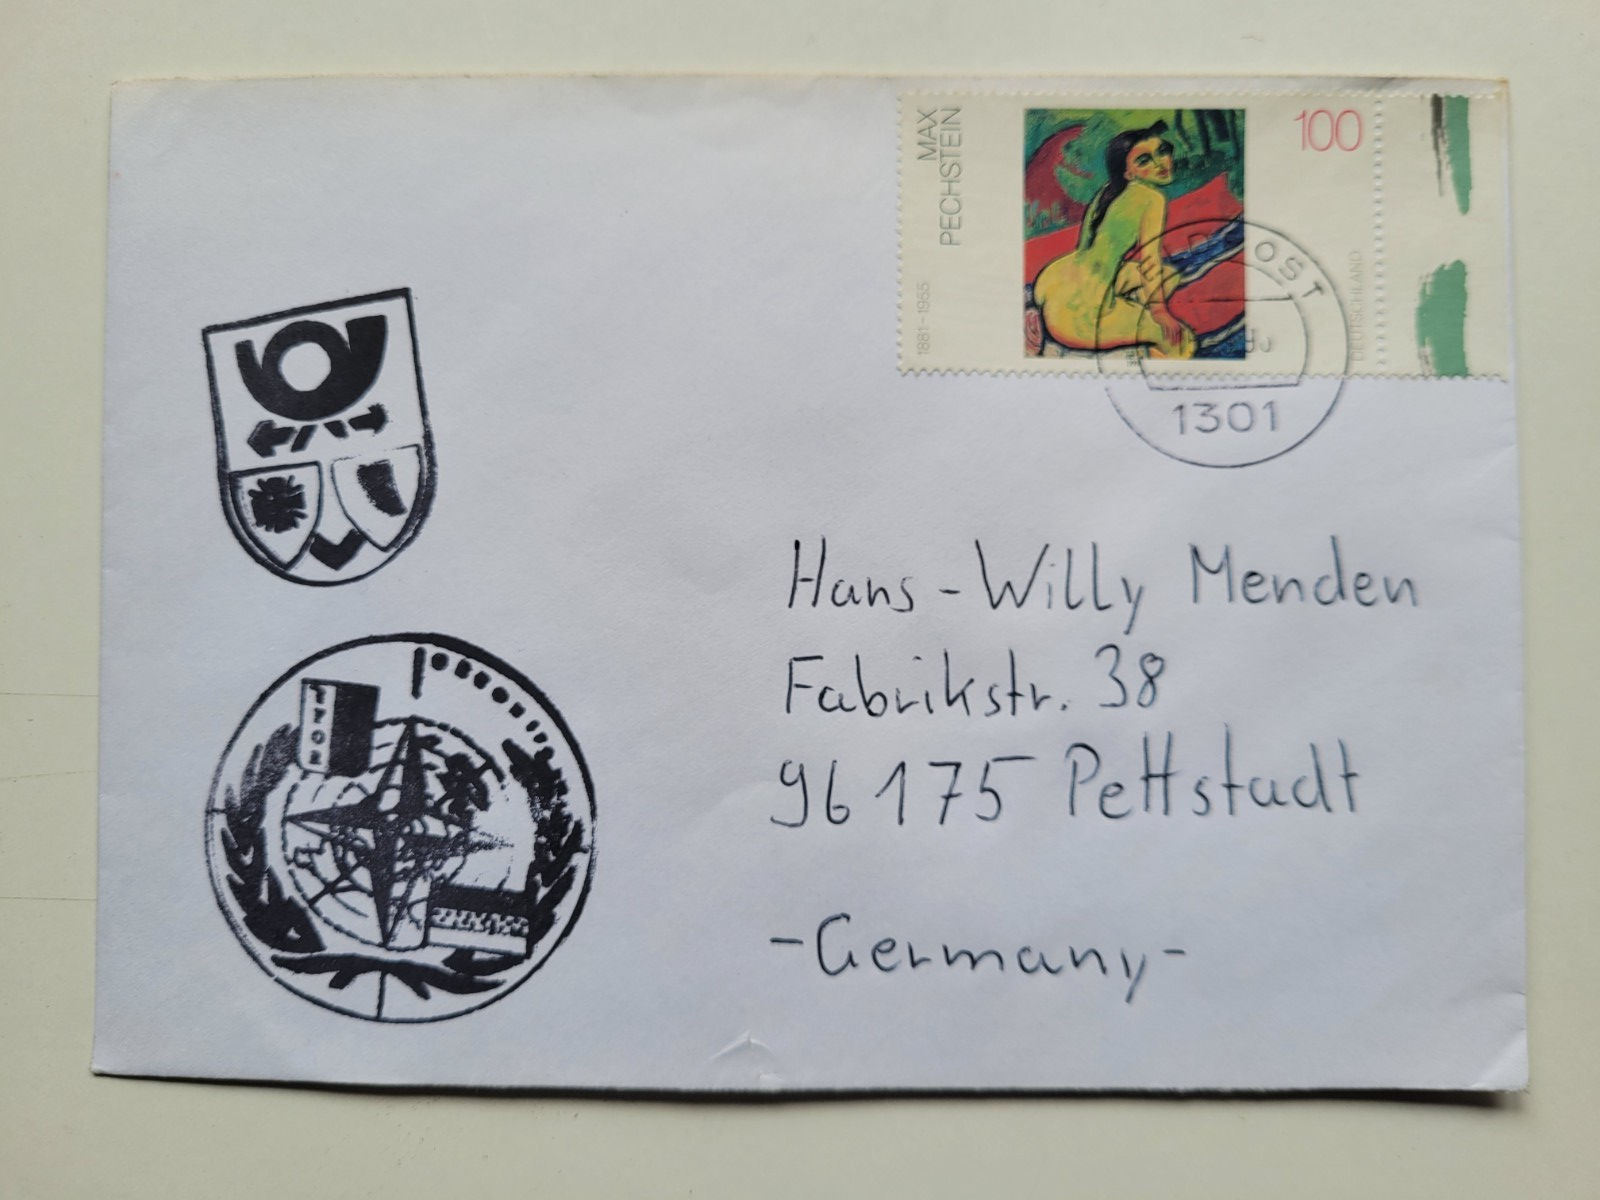 MAX
PECHSTEIN
1881-1955
100
DEUTSCHLAND
1301
Hans-Willy Menden
Fabrikstr. 38
96175 Pettstadt
-Germany-